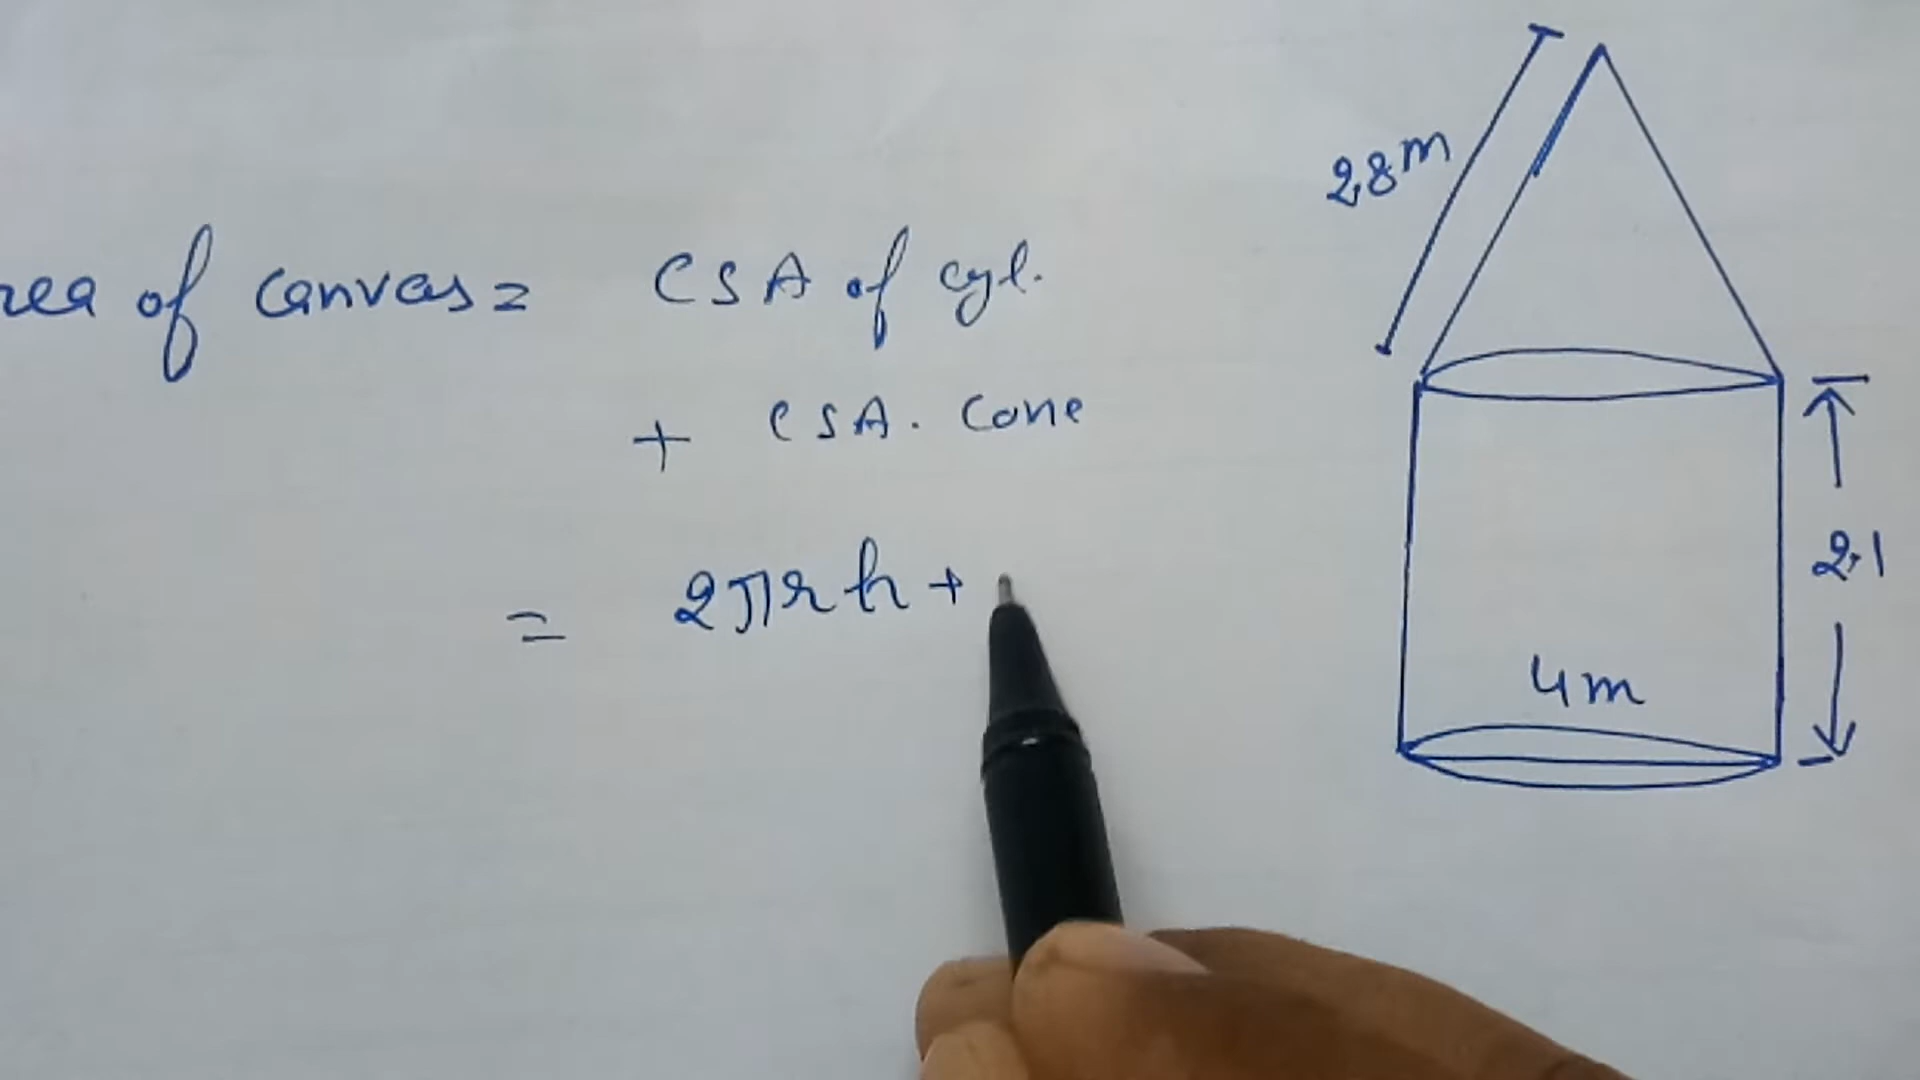 rea of canvas =
CSA of cyl.
+ CSA. Cone
= 2πrh +
2.8m
2.1
4m